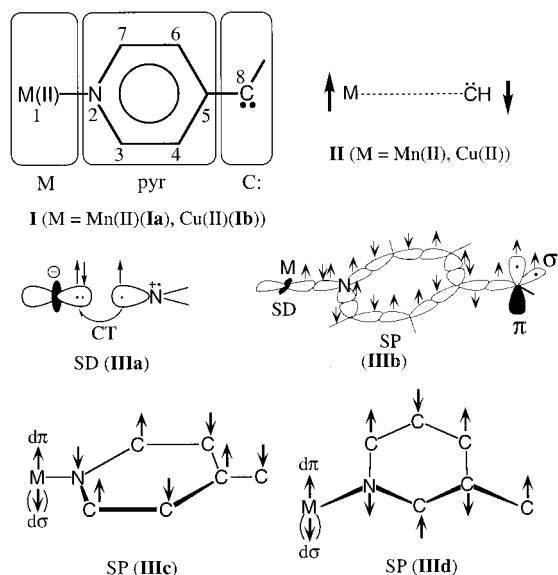 7 6
8
M(II) N C
1 2 5
3 4
M pyr C:
I (M = Mn(II)(Ia), Cu(II)(Ib))
M C̈H
II (M = Mn(II), Cu(II))
⊖ +
N
CT
SD (IIIa)
M N σ
SD SP π
(IIIb)
dπ C C
M N C C
C C
dσ
SP (IIIc)
C
C C
dπ N C C
M C
dσ
SP (IIId)